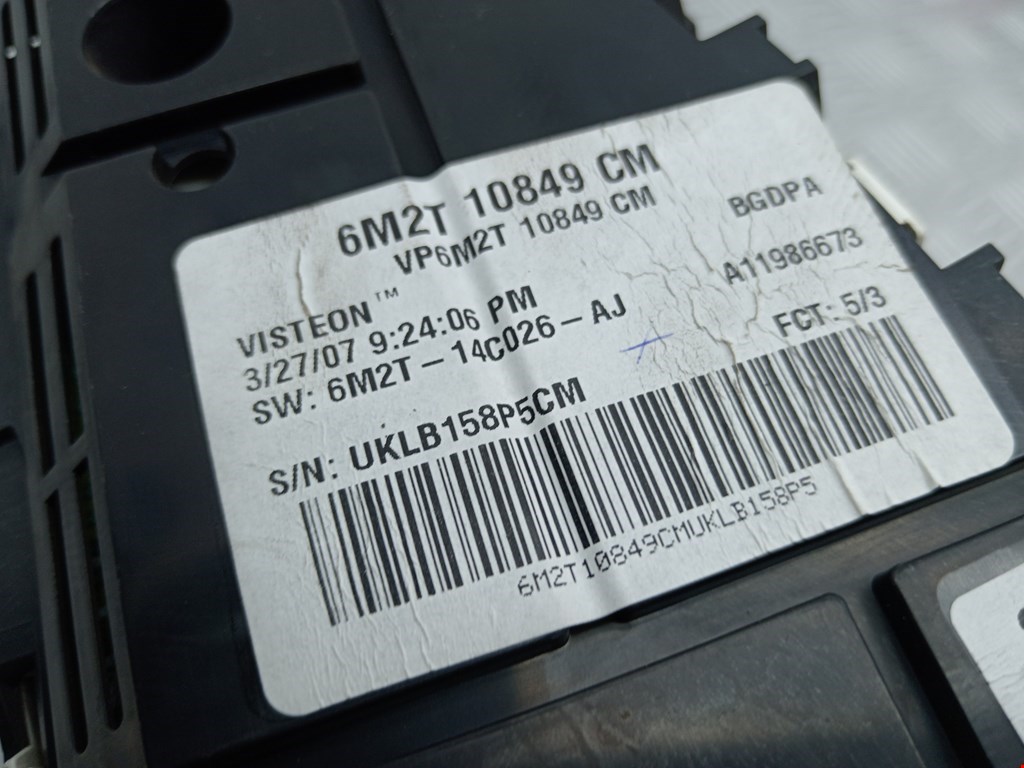 6M2T 10849 CM
VP6M2T 10849 CM
BGDPA
VISTEON™
A11986673
3/27/07 9:24:06 PM
FCT: 5/3
SW: 6M2T-14C026-AJ
S/N: UKLB158P5CM
6M2T10849CMUKLB158P5